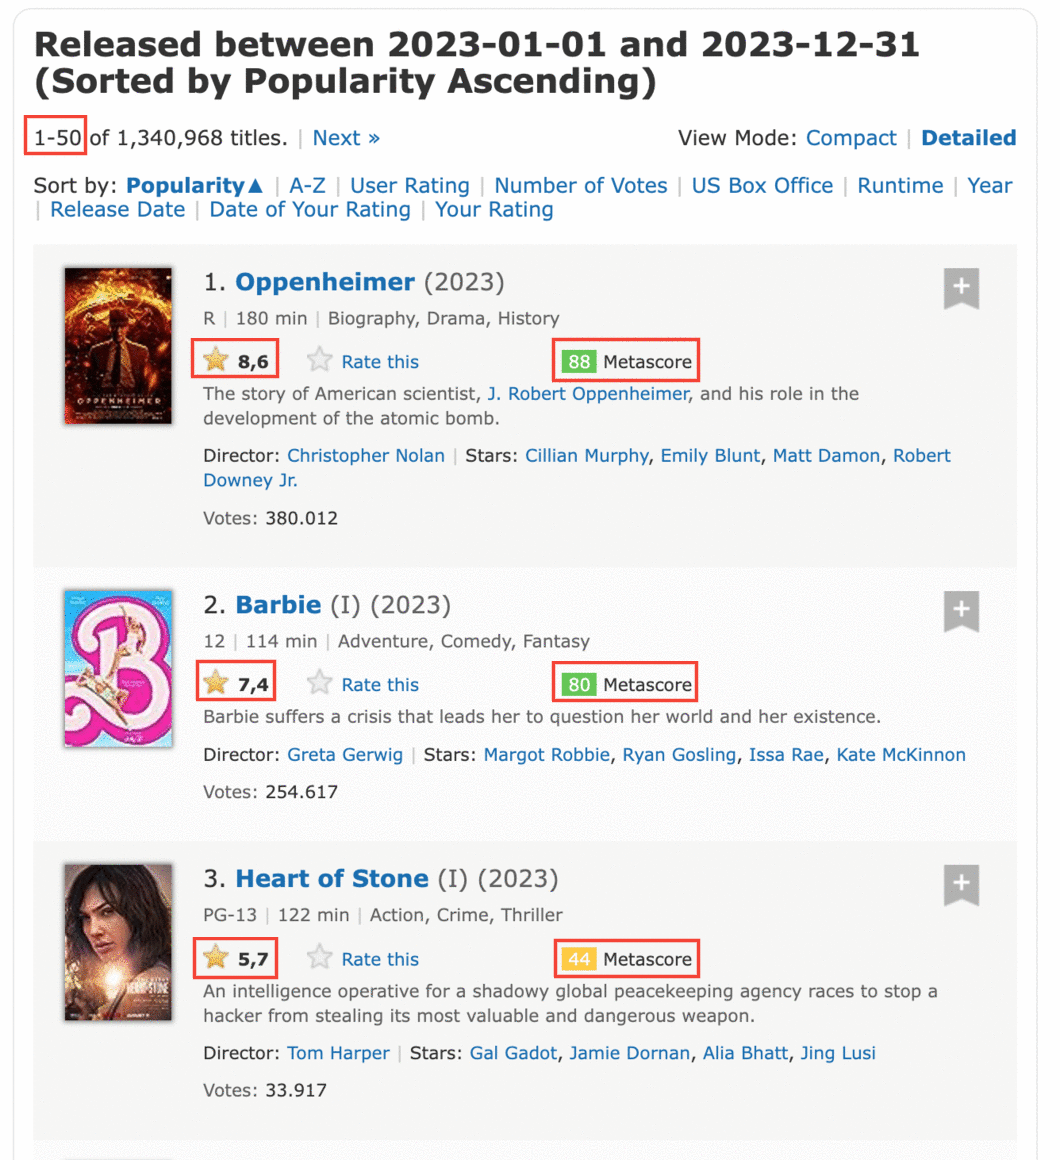 Released between 2023-01-01 and 2023-12-31
(Sorted by Popularity Ascending)
1-50 of 1,340,968 titles. | Next »
View Mode: Compact | Detailed
Sort by: Popularity▲ | A-Z | User Rating | Number of Votes | US Box Office | Runtime | Year
| Release Date | Date of Your Rating | Your Rating
OPPENHEIMER
1. Oppenheimer (2023)
R | 180 min | Biography, Drama, History
8,6 Rate this 88 Metascore
The story of American scientist, J. Robert Oppenheimer, and his role in the
development of the atomic bomb.
Director: Christopher Nolan | Stars: Cillian Murphy, Emily Blunt, Matt Damon, Robert
Downey Jr.
Votes: 380.012
B
2. Barbie (I) (2023)
12 | 114 min | Adventure, Comedy, Fantasy
7,4 Rate this 80 Metascore
Barbie suffers a crisis that leads her to question her world and her existence.
Director: Greta Gerwig | Stars: Margot Robbie, Ryan Gosling, Issa Rae, Kate McKinnon
Votes: 254.617
HEART OF STONE
3. Heart of Stone (I) (2023)
PG-13 | 122 min | Action, Crime, Thriller
5,7 Rate this 44 Metascore
An intelligence operative for a shadowy global peacekeeping agency races to stop a
hacker from stealing its most valuable and dangerous weapon.
Director: Tom Harper | Stars: Gal Gadot, Jamie Dornan, Alia Bhatt, Jing Lusi
Votes: 33.917